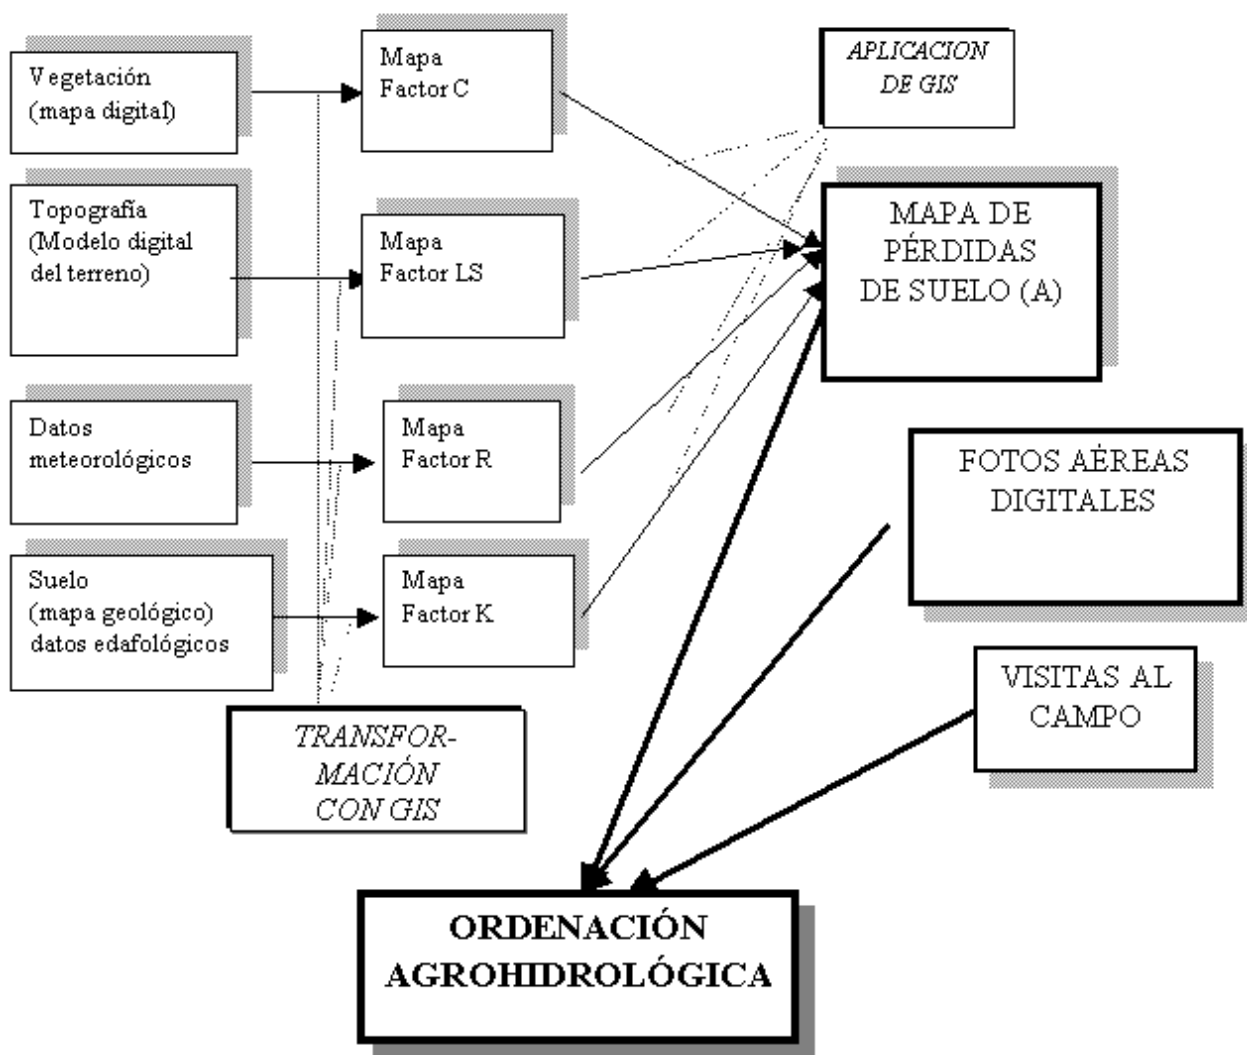 Vegetación
(mapa digital)
Mapa
Factor C
APLICACION
DE GIS
Topografía
(Modelo digital
del terreno)
Mapa
Factor LS
MAPA DE
PÉRDIDAS
DE SUELO (A)
Datos
meteorológicos
Mapa
Factor R
FOTOS AÉREAS
DIGITALES
Suelo
(mapa geológico)
datos edafológicos
Mapa
Factor K
VISITAS AL
CAMPO
TRANSFOR-
MACIÓN
CON GIS
ORDENACIÓN
AGROHIDROLÓGICA